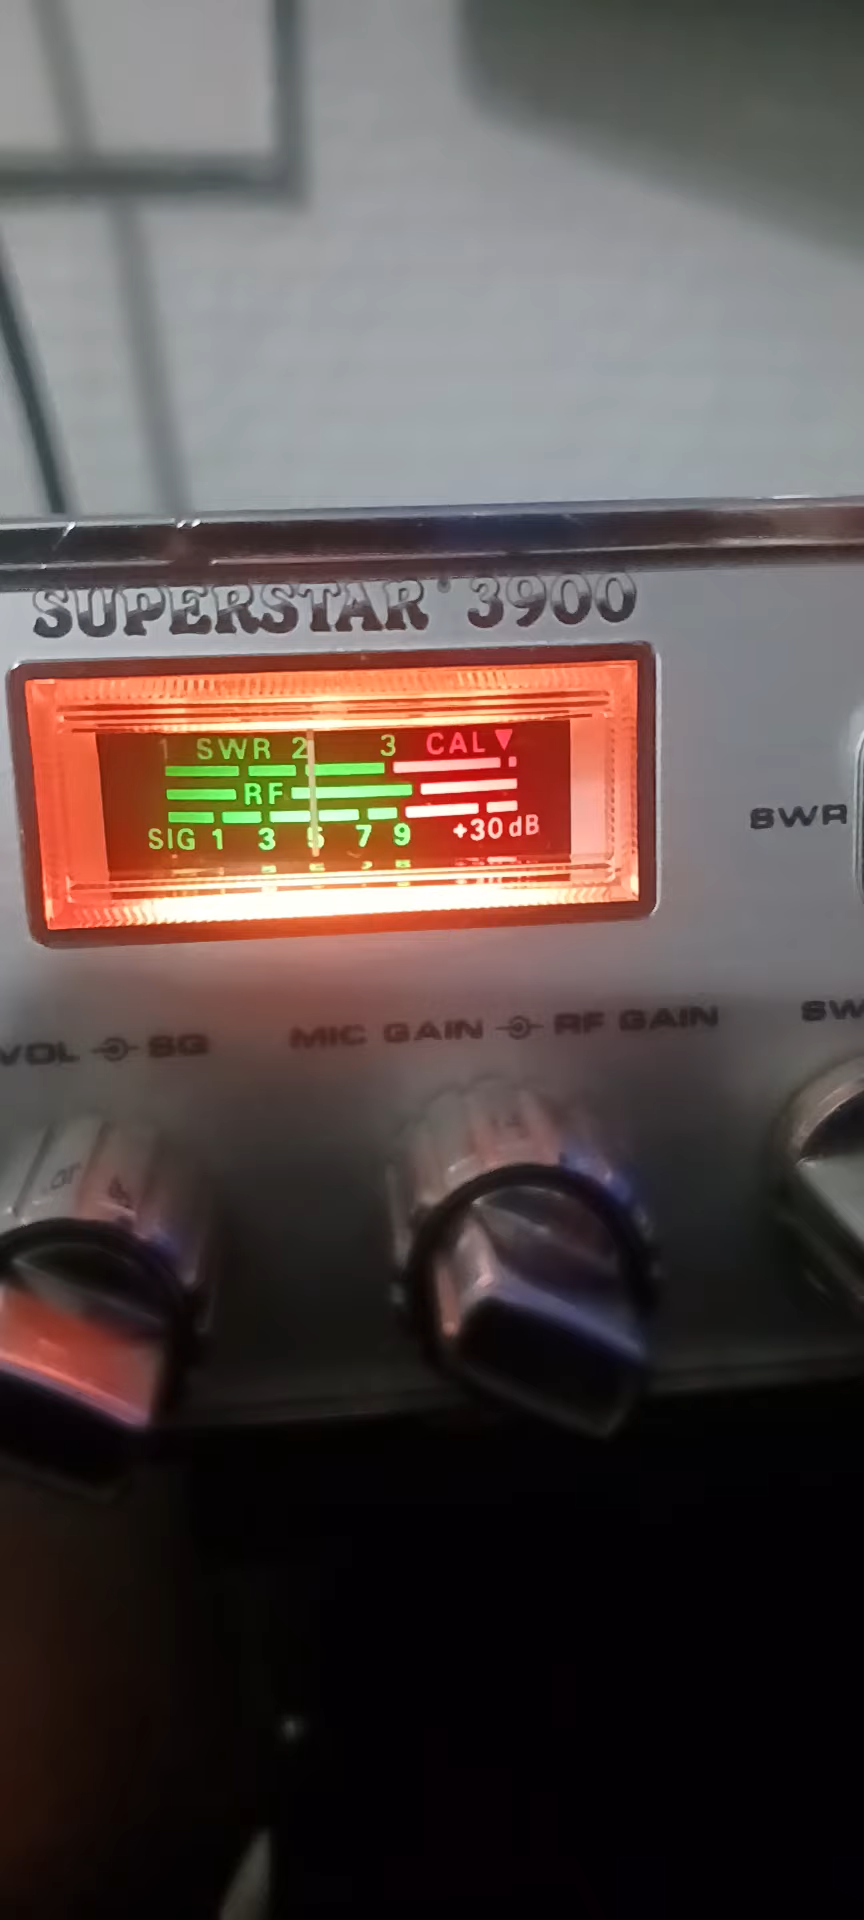 SUPERSTAR 3900
1 SWR 2 3 CAL
RF
SIG 1 3 5 7 9 +30dB
SWR
VOL SQ MIC GAIN RF GAIN SW